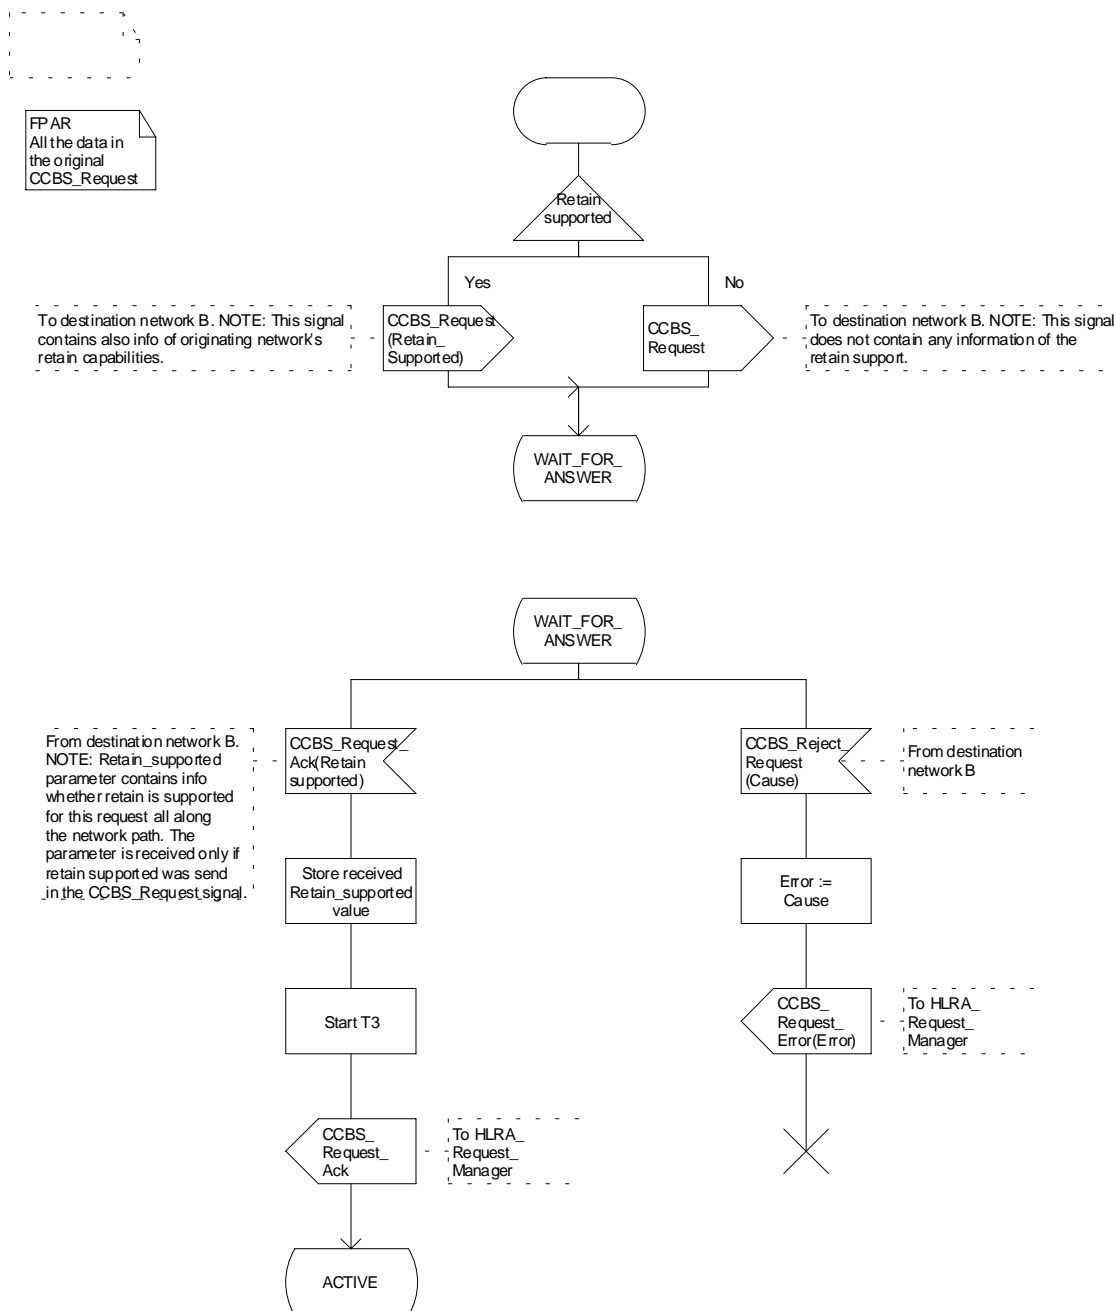 FPAR
All the data in
the original
CCBS_Request
Retain
supported
Yes
No
To destination network B. NOTE: This signal
contains also info of originating network's
retain capabilities.
CCBS_Request
(Retain_
Supported)
CCBS_
Request
To destination network B. NOTE: This signal
does not contain any information of the
retain support.
WAIT_FOR_
ANSWER
WAIT_FOR_
ANSWER
From destination network B.
NOTE: Retain_supported
parameter contains info
whether retain is supported
for this request all along
the network path. The
parameter is received only if
retain supported was send
in the CCBS_Request signal.
CCBS_Request_
Ack(Retain
supported)
CCBS_Reject_
Request
(Cause)
From destination
network B
Store received
Retain_supported
value
Error :=
Cause
Start T3
CCBS_
Request_
Error(Error)
To HLRA_
Request_
Manager
CCBS_
Request_
Ack
To HLRA_
Request_
Manager
ACTIVE